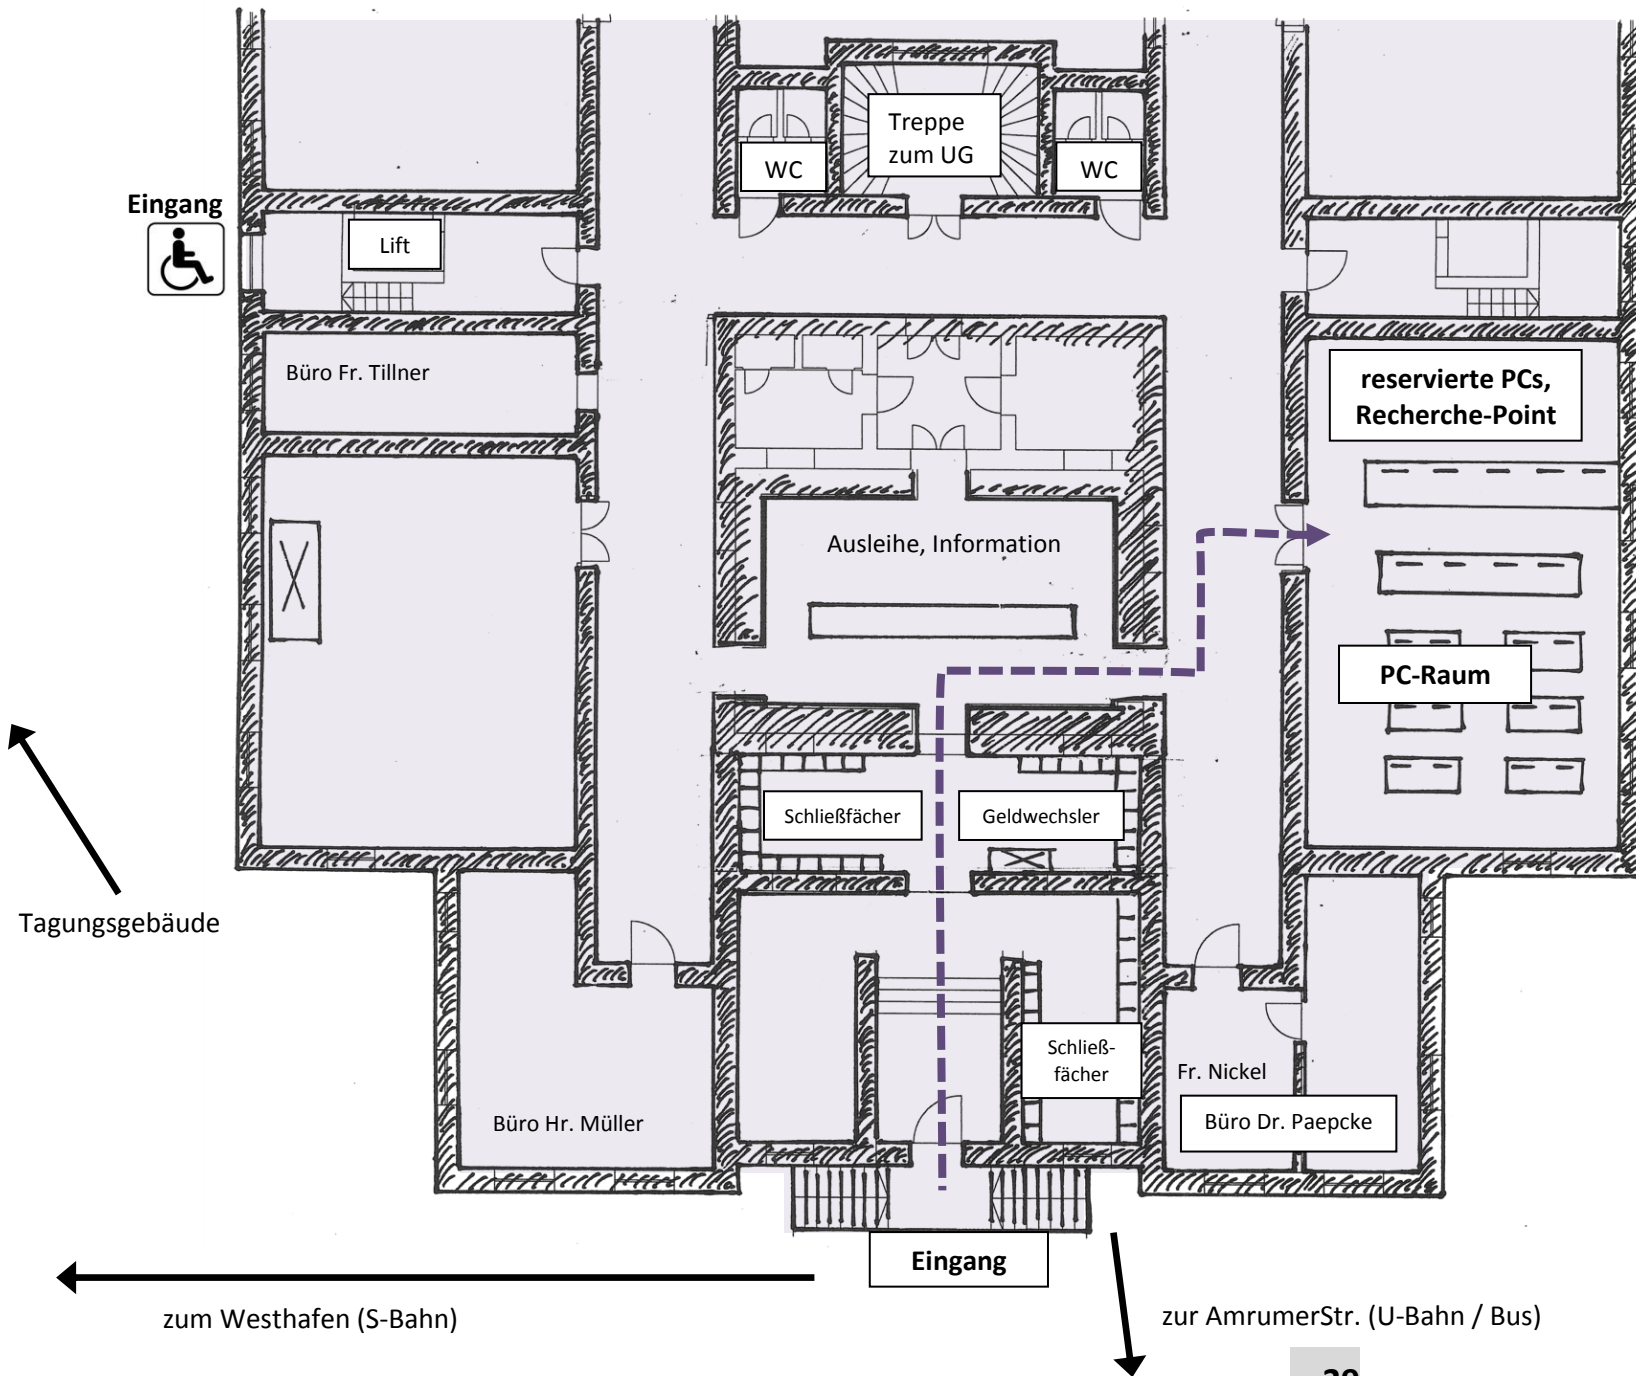 Treppe
zum UG
WC
WC
Eingang
Lift
Büro Fr. Tillner
reservierte PCs,
Recherche-Point
Ausleihe, Information
PC-Raum
Schließfächer
Geldwechsler
Tagungsgebäude
Schließ-
fächer
Fr. Nickel
Büro Hr. Müller
Büro Dr. Paepcke
Eingang
zum Westhafen (S-Bahn)
zur AmrumerStr. (U-Bahn / Bus)